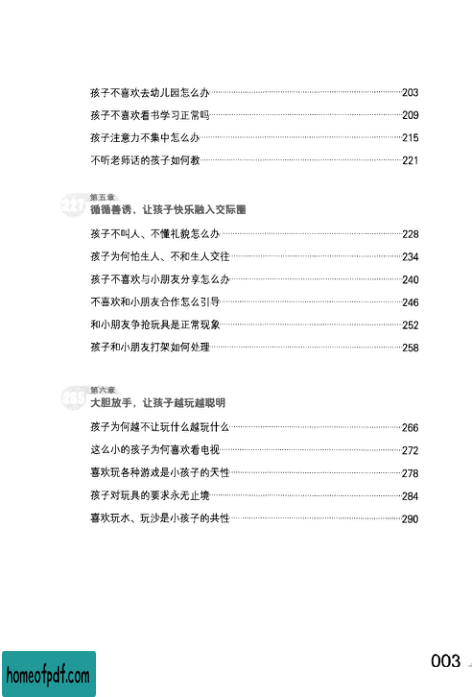 孩子不喜欢去幼儿园怎么办 203
孩子不喜欢看书学习正常吗 209
孩子注意力不集中怎么办 215
不听老师话的孩子如何教 221
227
第五章
循循善诱，让孩子快乐融入交际圈
孩子不叫人、不懂礼貌怎么办 228
孩子为何怕生人、不和生人交往 234
孩子不喜欢与小朋友分享怎么办 240
不喜欢和小朋友合作怎么引导 246
和小朋友争抢玩具是正常现象 252
孩子和小朋友打架如何处理 258
265
第六章
大胆放手，让孩子越玩越聪明
孩子为何越不让玩什么越玩什么 266
这么小的孩子为何喜欢看电视 272
喜欢玩各种游戏是小孩子的天性 278
孩子对玩具的要求永无止境 284
喜欢玩水、玩沙是小孩子的共性 290
003
homeofpdf.com